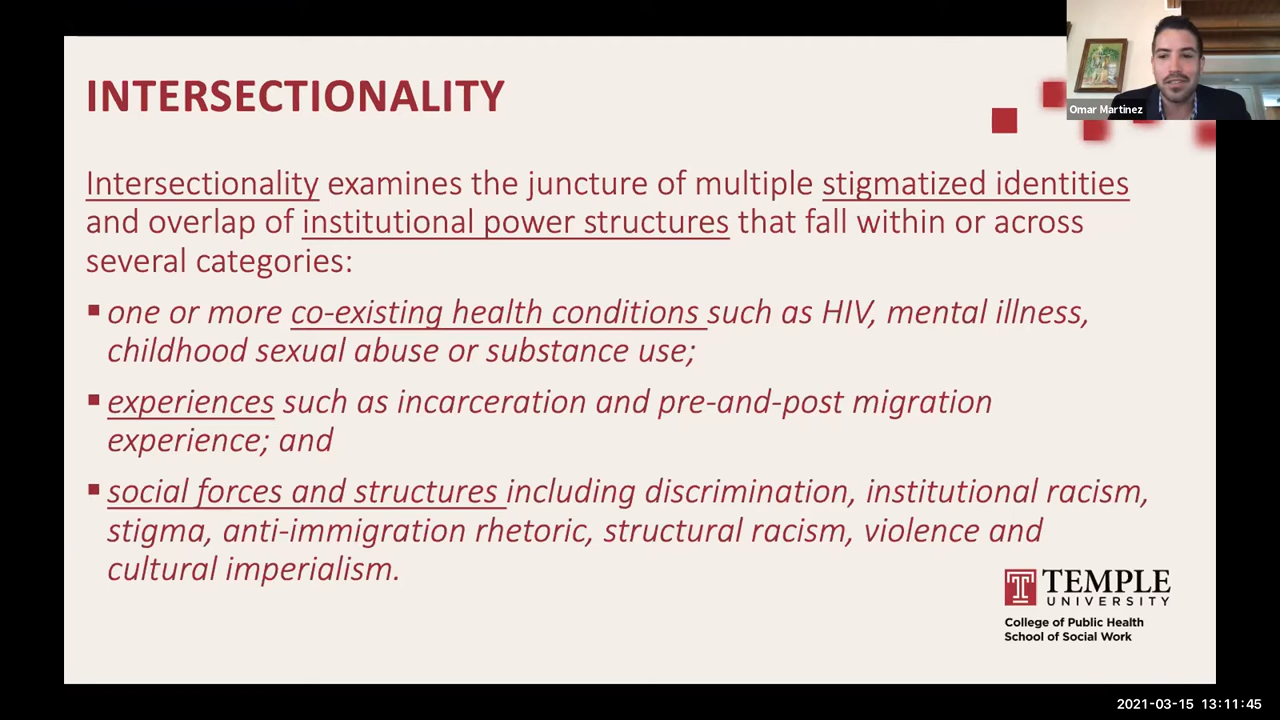 INTERSECTIONALITY
Omar Martinez
Intersectionality examines the juncture of multiple stigmatized identities
and overlap of institutional power structures that fall within or across
several categories:
▪ one or more co-existing health conditions such as HIV, mental illness,
childhood sexual abuse or substance use;
▪ experiences such as incarceration and pre-and-post migration
experience; and
▪ social forces and structures including discrimination, institutional racism,
stigma, anti-immigration rhetoric, structural racism, violence and
cultural imperialism.
T TEMPLE
UNIVERSITY
College of Public Health
School of Social Work
2021-03-15 13:11:45